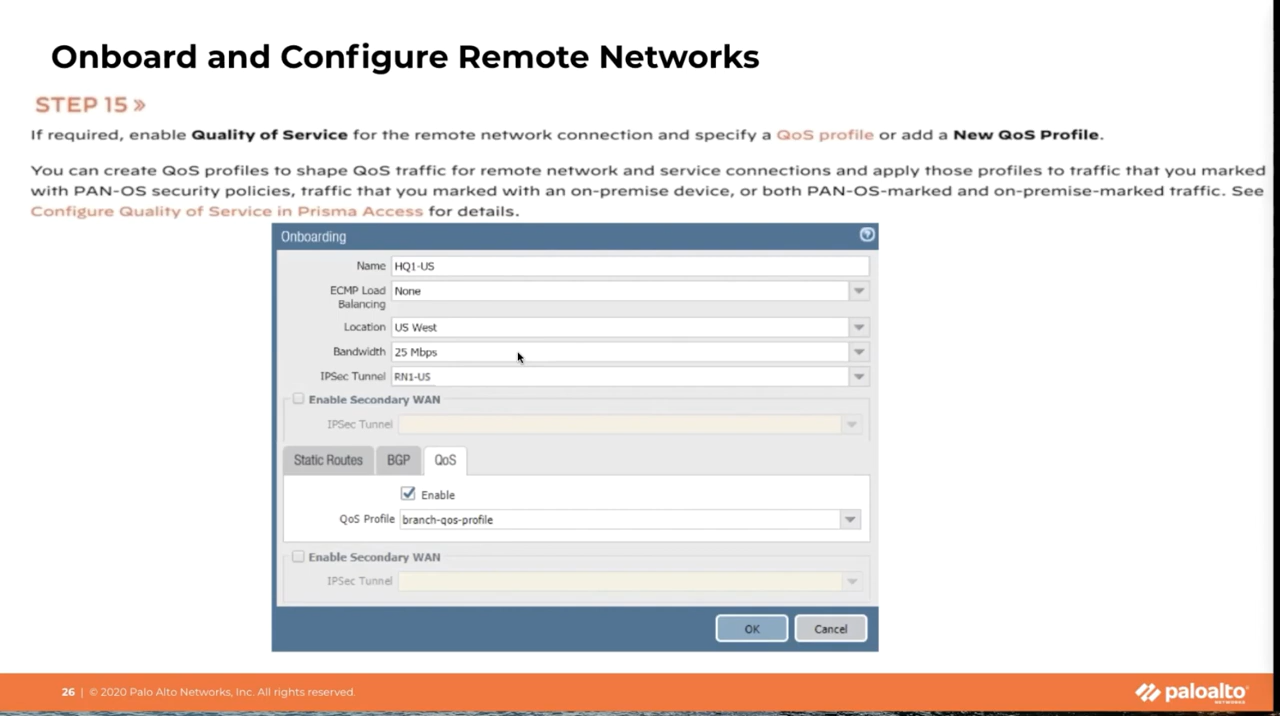 Onboard and Configure Remote Networks
STEP 15 »
If required, enable Quality of Service for the remote network connection and specify a QoS profile or add a New QoS Profile.
You can create QoS profiles to shape QoS traffic for remote network and service connections and apply those profiles to traffic that you marked
with PAN-OS security policies, traffic that you marked with an on-premise device, or both PAN-OS-marked and on-premise-marked traffic. See
Configure Quality of Service in Prisma Access for details.
Onboarding
Name HQ1-US
ECMP Load None
Balancing
Location US West
Bandwidth 25 Mbps
IPSec Tunnel RN1-US
Enable Secondary WAN
IPSec Tunnel
Static Routes BGP QoS
Enable
QoS Profile branch-qos-profile
Enable Secondary WAN
IPSec Tunnel
OK Cancel
26 | © 2020 Palo Alto Networks, Inc. All rights reserved.
paloalto
NETWORKS